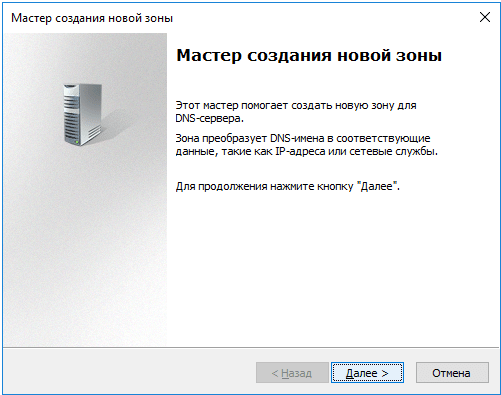 Мастер создания новой зоны
Мастер создания новой зоны
Этот мастер помогает создать новую зону для
DNS-сервера.
Зона преобразует DNS-имена в соответствующие
данные, такие как IP-адреса или сетевые службы.
Для продолжения нажмите кнопку "Далее".
< Назад
Далее >
Отмена